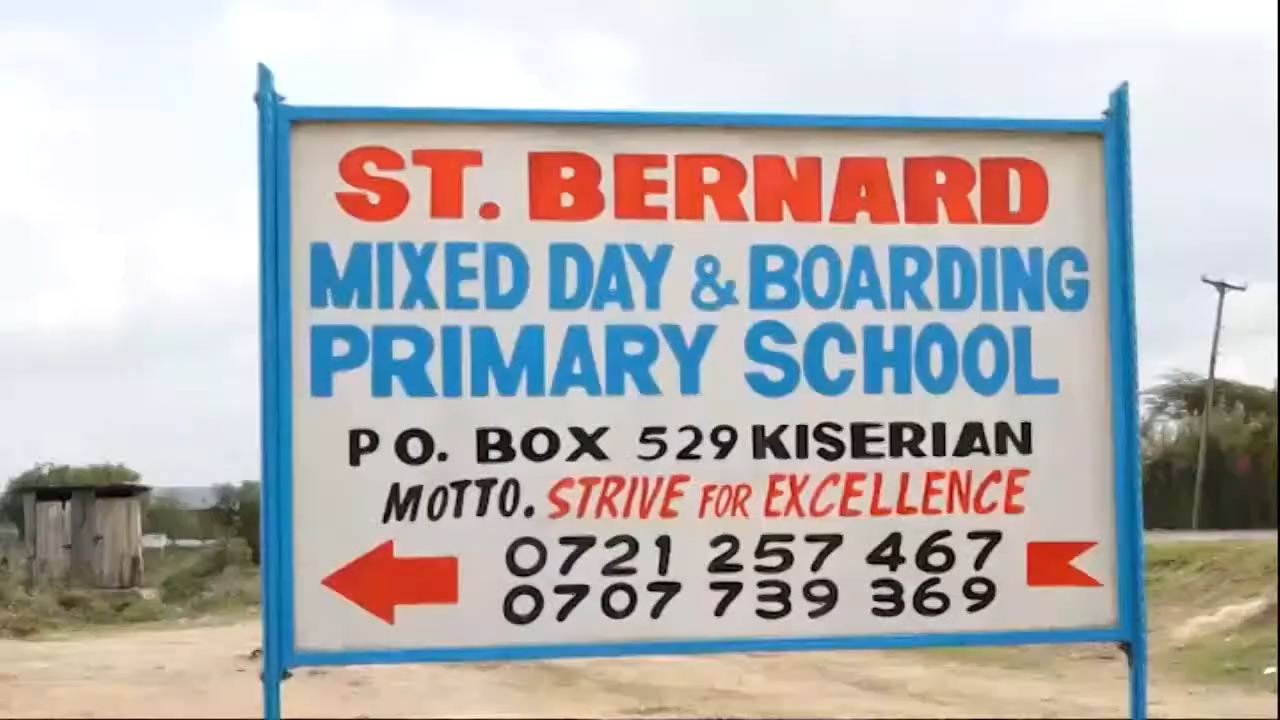 ST. BERNARD
MIXED DAY & BOARDING
PRIMARY SCHOOL
P O. BOX 529 KISERIAN
MOTTO. STRIVE FOR EXCELLENCE
0721 257 467
0707 739 369